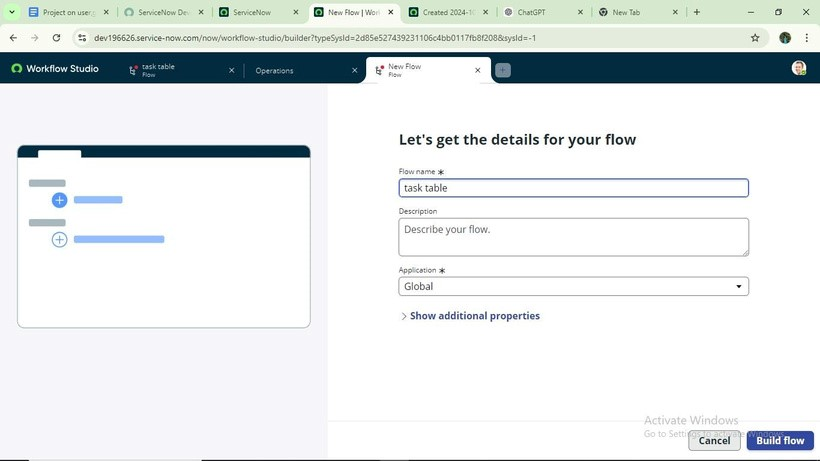 Project on user.
ServiceNow Dev
ServiceNow
New Flow | Wor
Created 2024-10
ChatGPT
New Tab
dev196626.service-now.com/now/workflow-studio/builder?typeSysId=2d85e527439231106c4bb0117fb8f208&sysId=-1
Workflow Studio
task table
Flow
Operations
New Flow
Flow
Let's get the details for your flow
Flow name *
task table
Description
Describe your flow.
Application *
Global
Show additional properties
Activate Windows
Go to Settings to activate Windows.
Cancel
Build flow